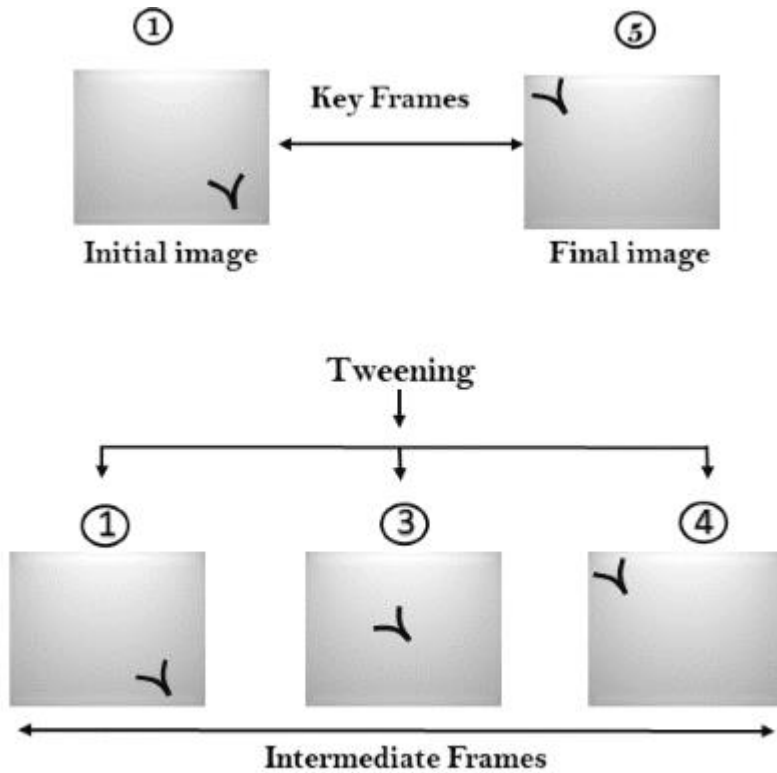 ① ⑤
Key Frames
Initial image Final image
Tweening
① ③ ④
Intermediate Frames